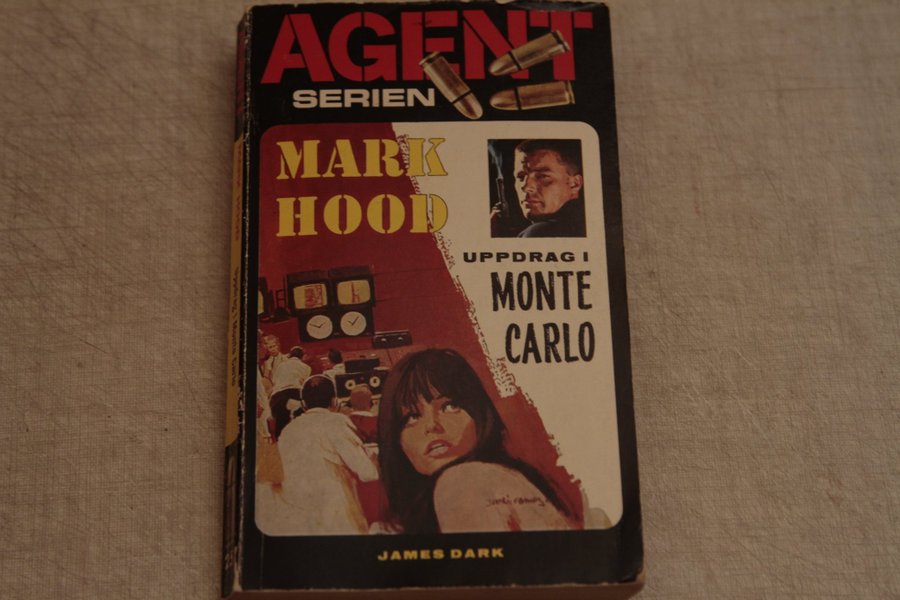 AGENT
SERIEN
MARK
HOOD
UPPDRAG I
MONTE
CARLO
JAMES DARK